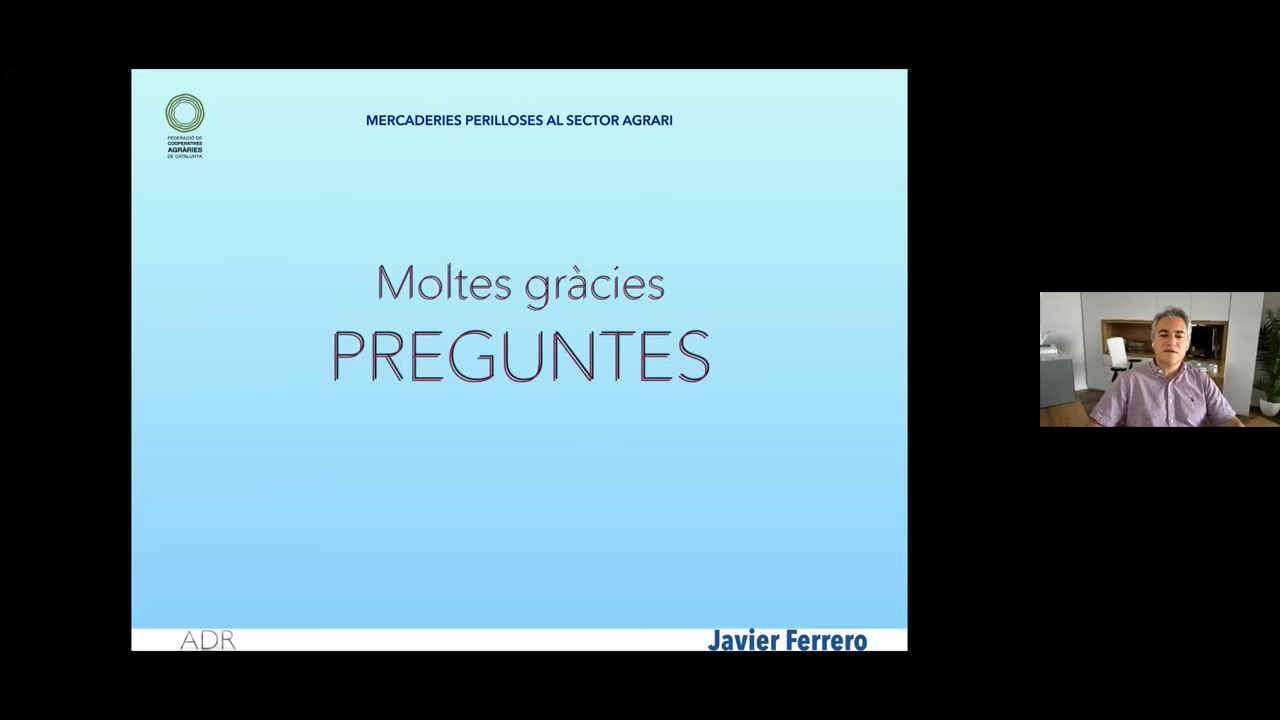 FEDERACIÓ DE
COOPERATIVES
AGRÀRIES
DE CATALUNYA
MERCADERIES PERILLOSES AL SECTOR AGRARI
Moltes gràcies
PREGUNTES
ADR
Javier Ferrero